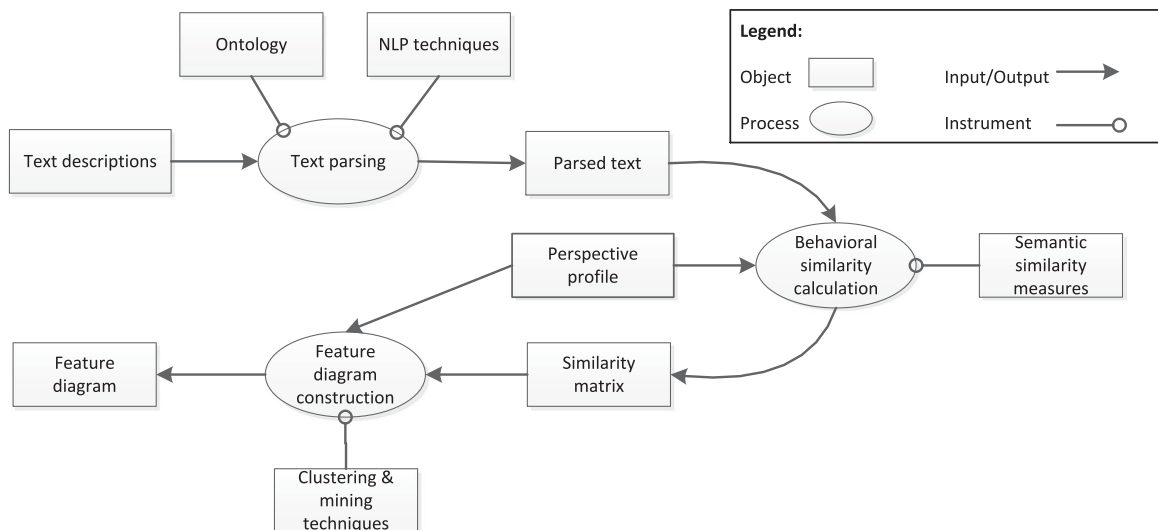 Ontology
NLP techniques
Legend:
Object
Input/Output
Process
Instrument
Text descriptions
Text parsing
Parsed text
Perspective
profile
Behavioral
similarity
calculation
Semantic
similarity
measures
Feature
diagram
Feature
diagram
construction
Similarity
matrix
Clustering &
mining
techniques